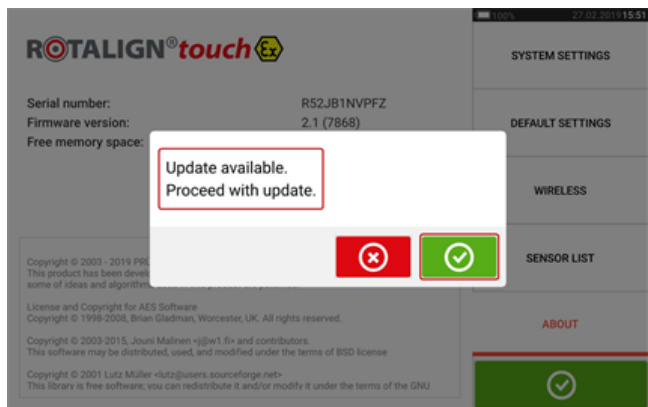 100% 27.02.2019 15:51
ROTALIGN® touch Ex
SYSTEM SETTINGS
Serial number: R52JB1NVPFZ
Firmware version: 2.1 (7868)
DEFAULT SETTINGS
Free memory space:
Update available.
Proceed with update.
WIRELESS
SENSOR LIST
Copyright © 2003 - 2019 PRÜ
This product has been devel
some of ideas and algorithm
License and Copyright for AES Software
Copyright © 1998-2008, Brian Gladman, Worcester, UK. All rights reserved.
ABOUT
Copyright © 2003-2015, Jouni Malinen <j@w1.fi> and contributors.
This software may be distributed, used, and modified under the terms of BSD license
Copyright © 2001 Lutz Müller <lutz@users.sourceforge.net>
This library is free software; you can redistribute it and/or modify it under the terms of the GNU